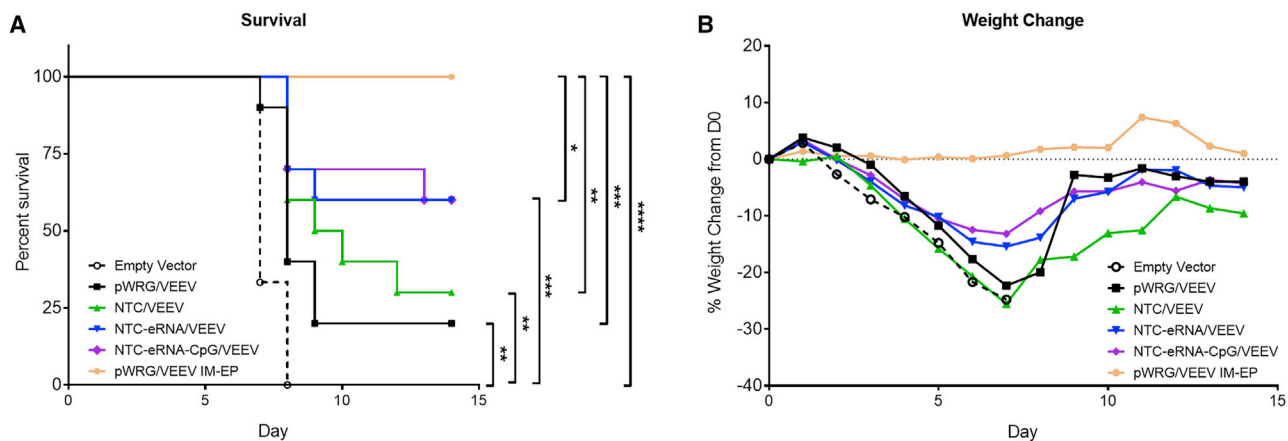 A
Survival
Percent survival
100
75
50
25
0
0
5
10
15
Day
Empty Vector
pWRG/VEEV
NTC/VEEV
NTC-eRNA/VEEV
NTC-eRNA-CpG/VEEV
pWRG/VEEV IM-EP
*
**
***
****
***
**
**
B
Weight Change
% Weight Change from D0
20
10
0
-10
-20
-30
-40
0
5
10
15
Day
Empty Vector
pWRG/VEEV
NTC/VEEV
NTC-eRNA/VEEV
NTC-eRNA-CpG/VEEV
pWRG/VEEV IM-EP